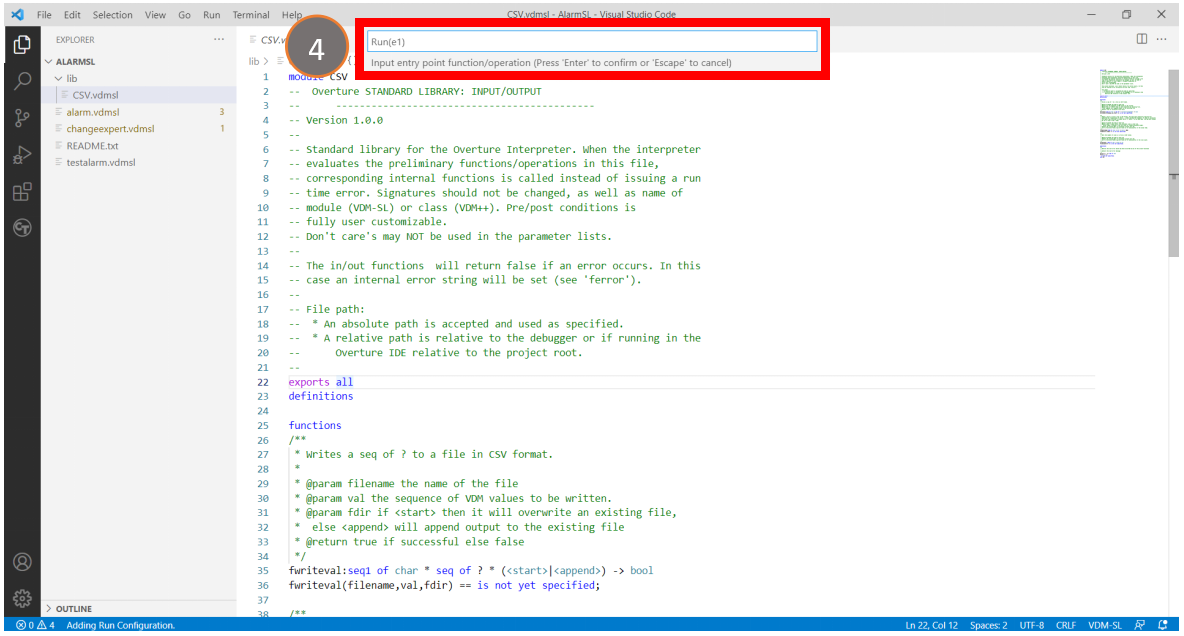 File Edit Selection View Go Run Terminal Help
CSV.vdmsl - AlarmSL - Visual Studio Code
4
Run(e1)
Input entry point function/operation (Press 'Enter' to confirm or 'Escape' to cancel)
EXPLORER
ALARMSL
lib
CSV.vdmsl
alarm.vdmsl 3
changeexpert.vdmsl 1
README.txt
testalarm.vdmsl
OUTLINE
lib >
1 module CSV
2 -- Overture STANDARD LIBRARY: INPUT/OUTPUT
3 -- --------------------------------------------
4 -- Version 1.0.0
5 --
6 -- Standard library for the Overture Interpreter. When the interpreter
7 -- evaluates the preliminary functions/operations in this file,
8 -- corresponding internal functions is called instead of issuing a run
9 -- time error. Signatures should not be changed, as well as name of
10 -- module (VDM-SL) or class (VDM++). Pre/post conditions is
11 -- fully user customizable.
12 -- Don't care's may NOT be used in the parameter lists.
13 --
14 -- The in/out functions  will return false if an error occurs. In this
15 -- case an internal error string will be set (see 'ferror').
16 --
17 -- File path:
18 --  * An absolute path is accepted and used as specified.
19 --  * A relative path is relative to the debugger or if running in the
20 --      Overture IDE relative to the project root.
21 --
22 exports all
23 definitions
24
25 functions
26 /**
27  * Writes a seq of ? to a file in CSV format.
28  *
29  * @param filename the name of the file
30  * @param val the sequence of VDM values to be written.
31  * @param fdir if <start> then it will overwrite an existing file,
32  *  else <append> will append output to the existing file
33  * @return true if successful else false
34  */
35 fwriteval:seq1 of char * seq of ? * (<start>|<append>) -> bool
36 fwriteval(filename,val,fdir) == is not yet specified;
37
38 /**
0 4 Adding Run Configuration.
Ln 22, Col 12 Spaces: 2 UTF-8 CRLF VDM-SL